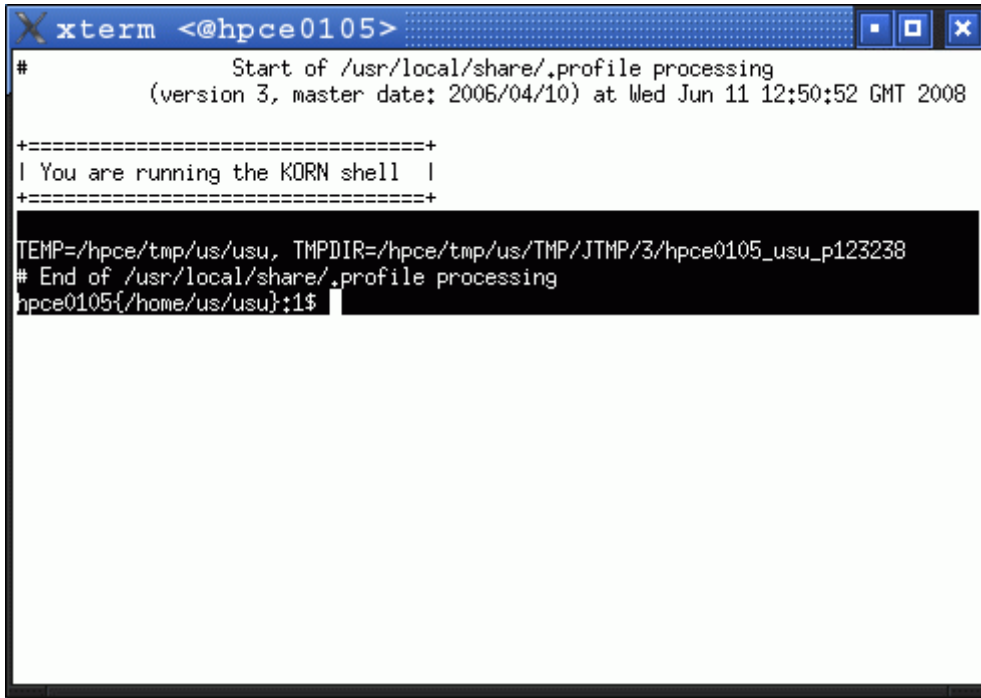 xterm <@hpce0105>
#                 Start of /usr/local/share/.profile processing
           (version 3, master date: 2006/04/10) at Wed Jun 11 12:50:52 GMT 2008
+=================================+
| You are running the KORN shell  |
+=================================+
TEMP=/hpce/tmp/us/usu, TMPDIR=/hpce/tmp/us/TMP/JTMP/3/hpce0105_usu_p123238
# End of /usr/local/share/.profile processing
hpce0105{/home/us/usu}:1$